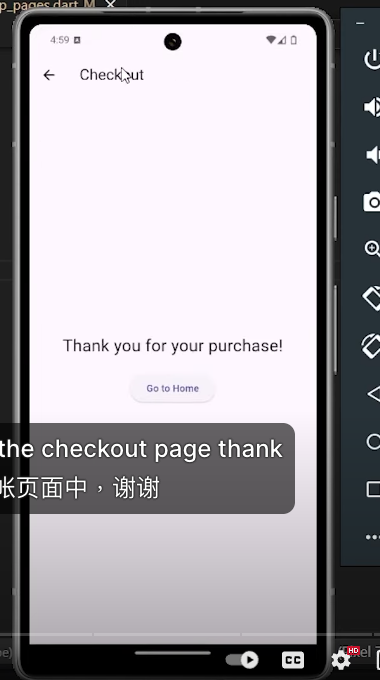 p_pages.dart M
4:59
Checkout
Thank you for your purchase!
Go to Home
the checkout page thank
帐页面中,谢谢
CC
HD